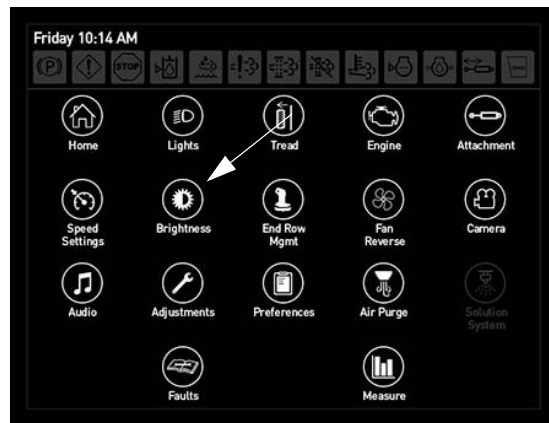 Friday 10:14 AM
(P)
STOP
Home
Lights
Tread
Engine
Attachment
Speed
Settings
Brightness
End Row
Mgmt
Fan
Reverse
Camera
Audio
Adjustments
Preferences
Air Purge
Solution
System
Faults
Measure